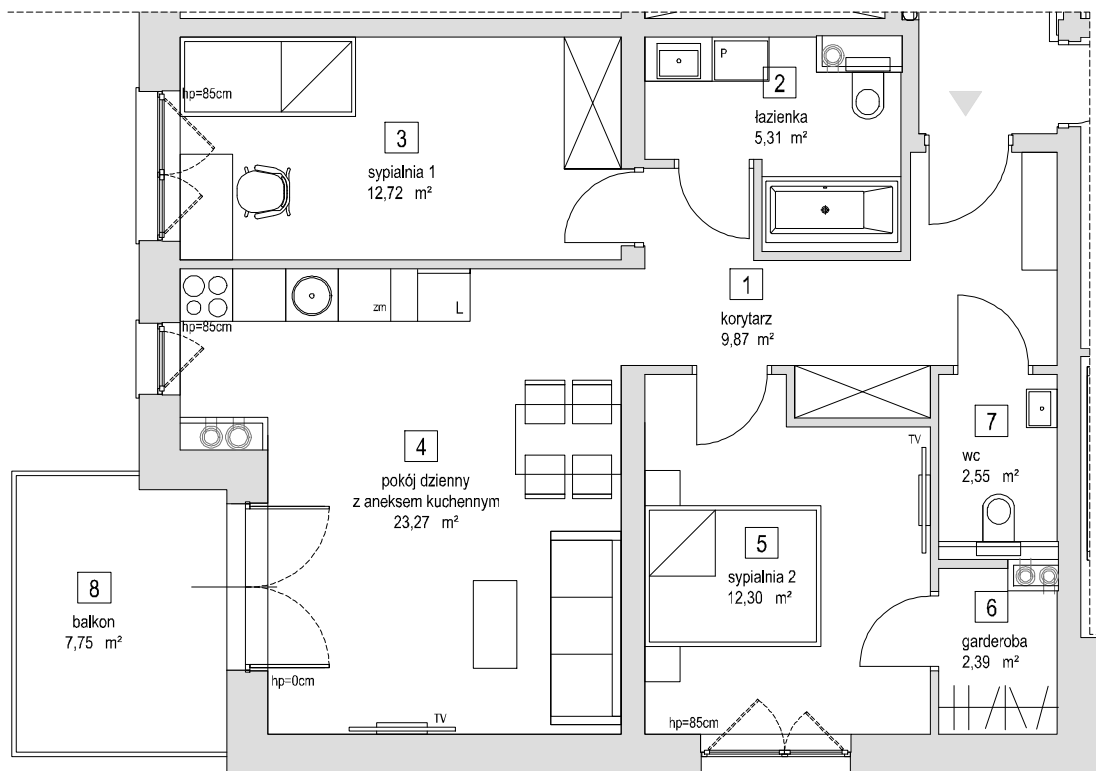 hp=85cm
3
sypialnia 1
12,72 m²
P
2
łazienka
5,31 m²
1
korytarz
9,87 m²
zm
L
hp=85cm
4
pokój dzienny
z aneksem kuchennym
23,27 m²
TV
7
wc
2,55 m²
5
sypialnia 2
12,30 m²
8
balkon
7,75 m²
6
garderoba
2,39 m²
hp=0cm
TV
hp=85cm